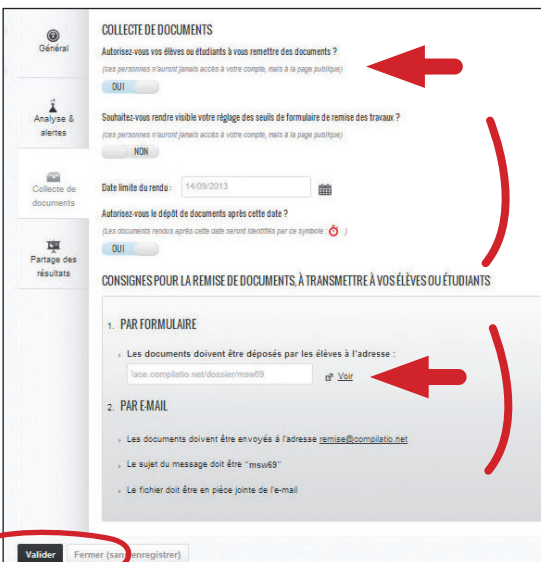 Général
Analyse &
alertes
Collecte de
documents
Partage des
résultats
COLLECTE DE DOCUMENTS
Autorisez-vous vos élèves ou étudiants à vous remettre des documents ?
(ces personnes n'auront jamais accès à votre compte, mais à la page publique)
OUI
Souhaitez-vous rendre visible votre réglage des seuils de formulaire de remise des travaux ?
(ces personnes n'auront jamais accès à votre compte, mais à la page publique)
NON
Date limite du rendu : 14/09/2013
Autorisez-vous le dépôt de documents après cette date ?
(Les documents rendus après cette date seront identifiés par ce symbole : )
OUI
CONSIGNES POUR LA REMISE DE DOCUMENTS, À TRANSMETTRE À VOS ÉLÈVES OU ÉTUDIANTS
1. PAR FORMULAIRE
Les documents doivent être déposés par les élèves à l'adresse :
lace.compilatio.net/dossier/msw69 Voir
2. PAR E-MAIL
Les documents doivent être envoyés à l'adresse remise@compilatio.net
Le sujet du message doit être "msw69"
Le fichier doit être en pièce jointe de l'e-mail
Valider Fermer (sans enregistrer)